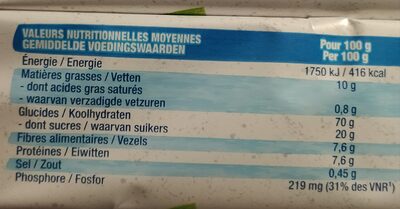 VALEURS NUTRITIONNELLES MOYENNES
GEMIDDELDE VOEDINGSWAARDEN
Pour 100 g
Per 100 g
Énergie / Energie 1750 kJ / 416 kcal
Matières grasses / Vetten 10 g
- dont acides gras saturés
- waarvan verzadigde vetzuren 0,8 g
Glucides / Koolhydraten 70 g
- dont sucres / waarvan suikers 20 g
Fibres alimentaires / Vezels 7,6 g
Protéines / Eiwitten 7,6 g
Sel / Zout 0,45 g
Phosphore / Fosfor 219 mg (31% des VNR¹)